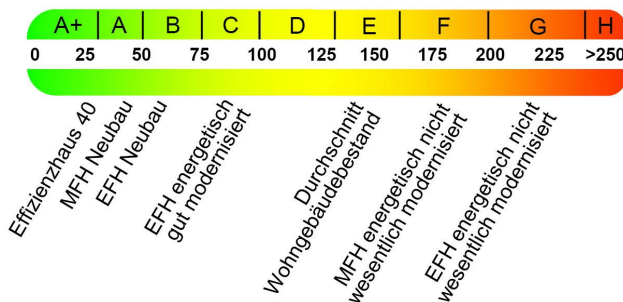 A+ A B C D E F G H
0 25 50 75 100 125 150 175 200 225 >250
Effizienzhaus 40
MFH Neubau
EFH Neubau
EFH energetisch
gut modernisiert
Durchschnitt
Wohngebäudebestand
MFH energetisch nicht
wesentlich modernisiert
EFH energetisch nicht
wesentlich modernisiert